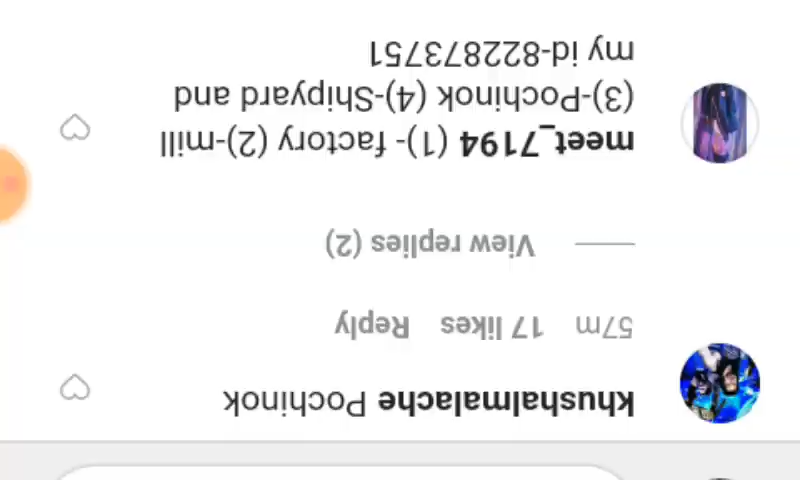 khushalmalache Pochinok
57m 17 likes Reply
View replies (2)
meet_7194 (1)- factory (2)-mill
(3)-Pochinok (4)-Shipyard and
my id-822873751